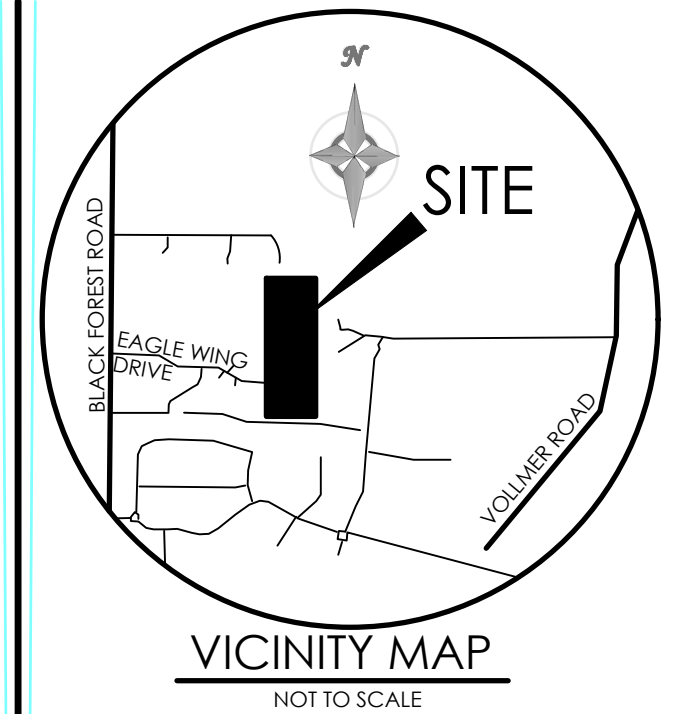 N
SITE
BLACK FOREST ROAD
EAGLE WING
DRIVE
VOLLMER ROAD
VICINITY MAP
NOT TO SCALE